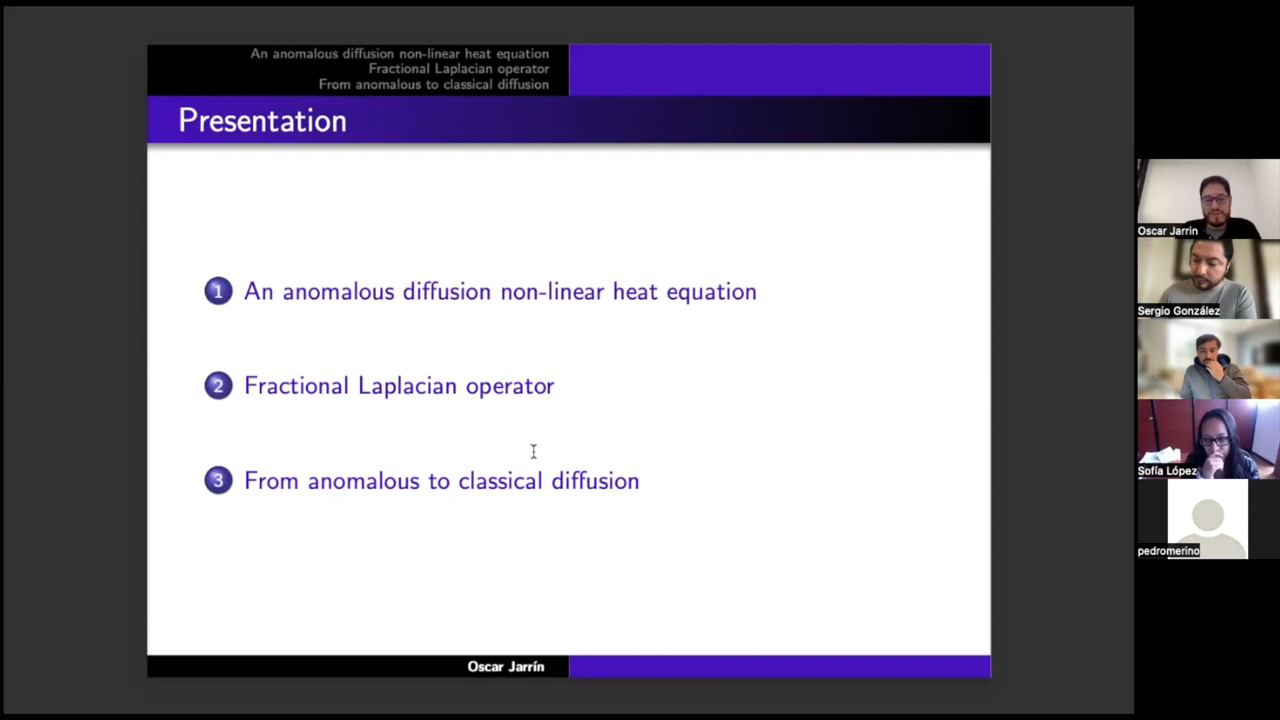 An anomalous diffusion non-linear heat equation
Fractional Laplacian operator
From anomalous to classical diffusion
Presentation
1 An anomalous diffusion non-linear heat equation
2 Fractional Laplacian operator
3 From anomalous to classical diffusion
Oscar Jarrín
Oscar Jarrin
Sergio González
Sofía López
pedromerino